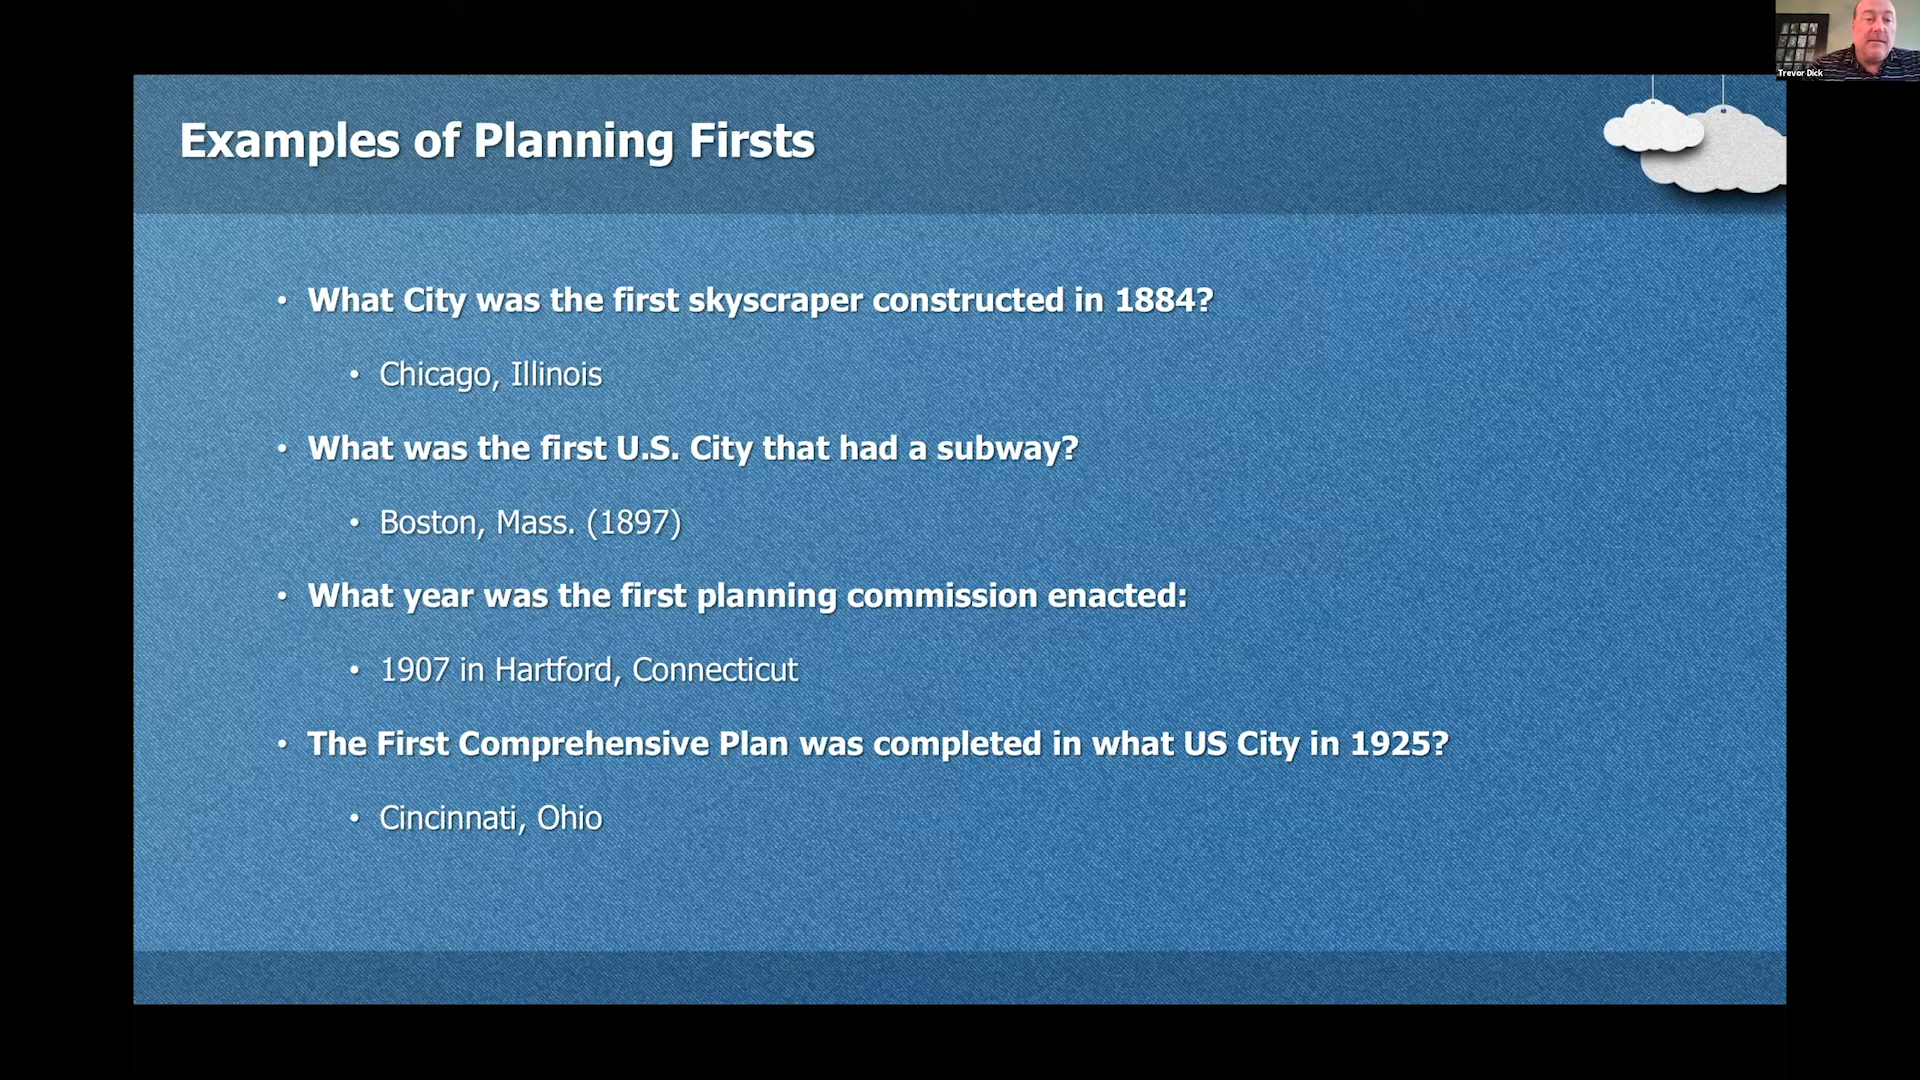 Trevor Dick
Examples of Planning Firsts
• What City was the first skyscraper constructed in 1884?
• Chicago, Illinois
• What was the first U.S. City that had a subway?
• Boston, Mass. (1897)
• What year was the first planning commission enacted:
• 1907 in Hartford, Connecticut
• The First Comprehensive Plan was completed in what US City in 1925?
• Cincinnati, Ohio